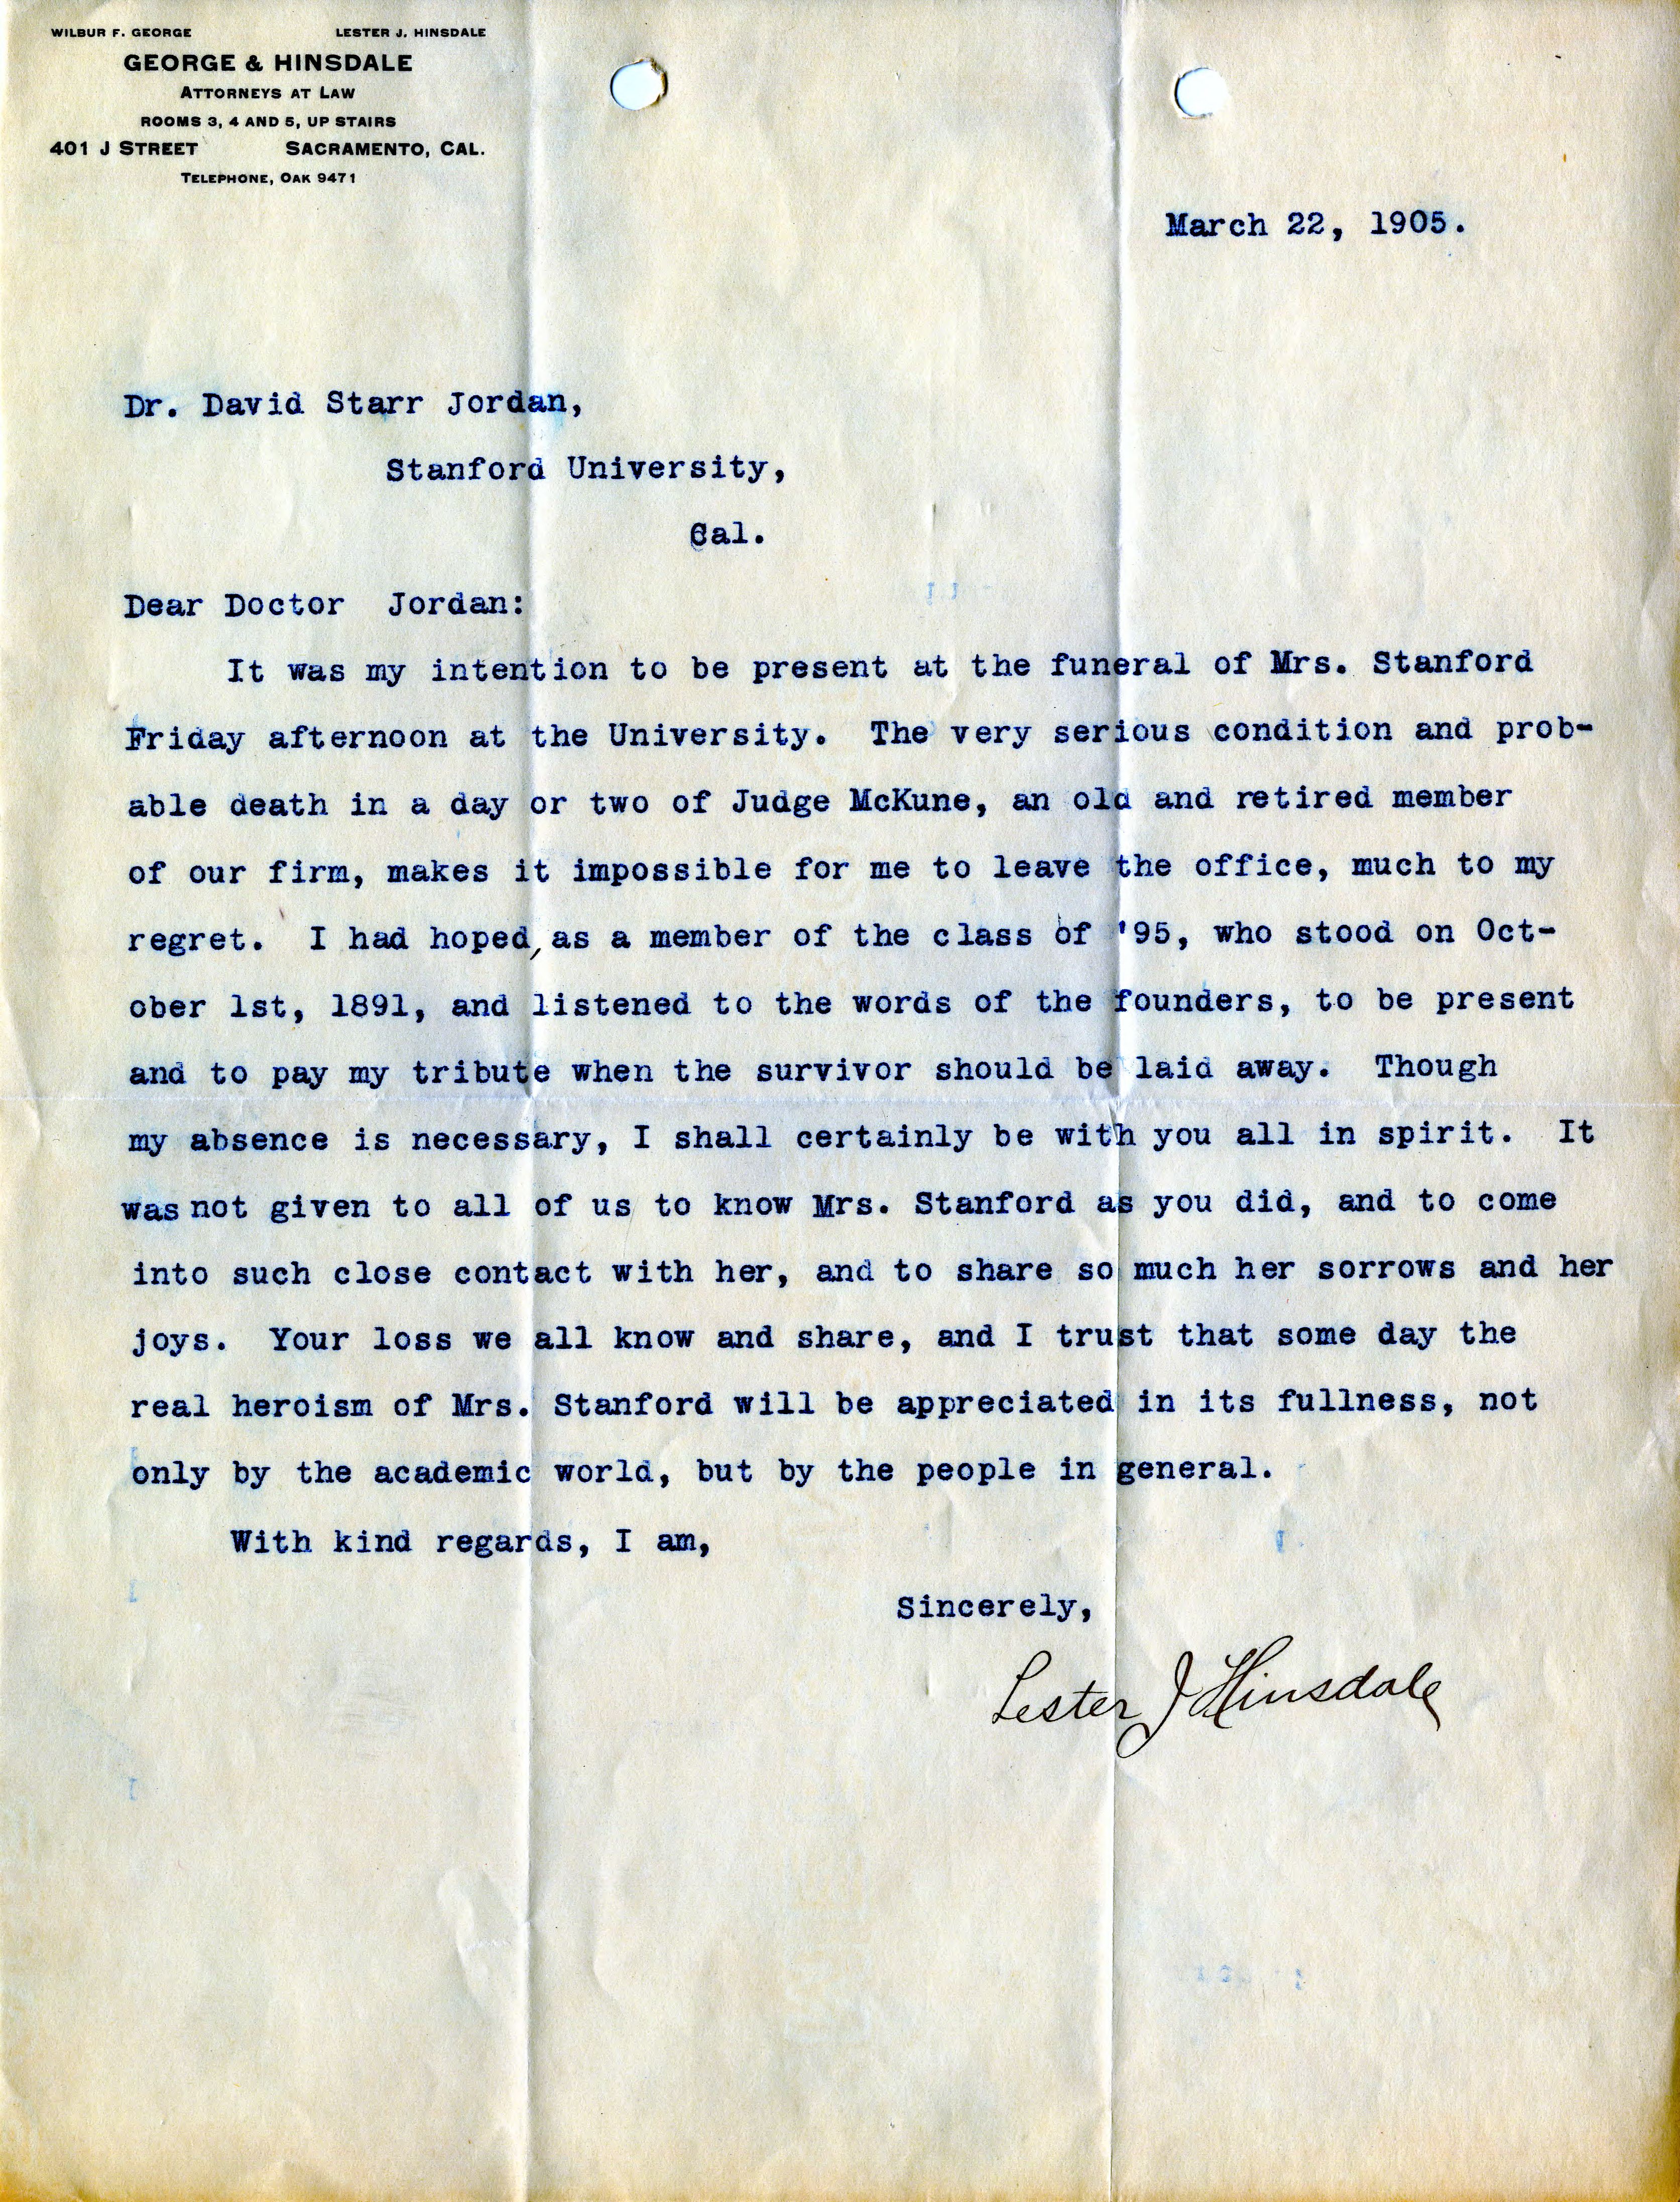 WILBUR F. GEORGE LESTER J. HINSDALE
GEORGE & HINSDALE
ATTORNEYS AT LAW
ROOMS 3, 4 AND 5, UP STAIRS
401 J STREET SACRAMENTO, CAL.
TELEPHONE, OAK 9471
March 22, 1905.
Dr. David Starr Jordan,
Stanford University,
Cal.
Dear Doctor Jordan:
It was my intention to be present at the funeral of Mrs. Stanford
Friday afternoon at the University. The very serious condition and prob-
able death in a day or two of Judge McKune, an old and retired member
of our firm, makes it impossible for me to leave the office, much to my
regret. I had hoped, as a member of the class of '95, who stood on Oct-
ober 1st, 1891, and listened to the words of the founders, to be present
and to pay my tribute when the survivor should be laid away. Though
my absence is necessary, I shall certainly be with you all in spirit. It
was not given to all of us to know Mrs. Stanford as you did, and to come
into such close contact with her, and to share so much her sorrows and her
joys. Your loss we all know and share, and I trust that some day the
real heroism of Mrs. Stanford will be appreciated in its fullness, not
only by the academic world, but by the people in general.
With kind regards, I am,
Sincerely,
Lester J Hinsdale